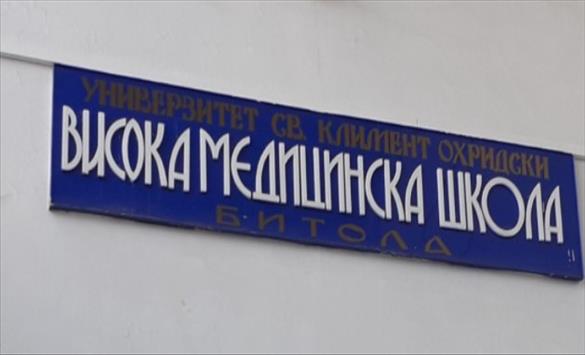 УНИВЕРЗИТЕТ СВ. КЛИМЕНТ ОХРИДСКИ
ВИСОКА МЕДИЦИНСКА ШКОЛА
БИТОЛА